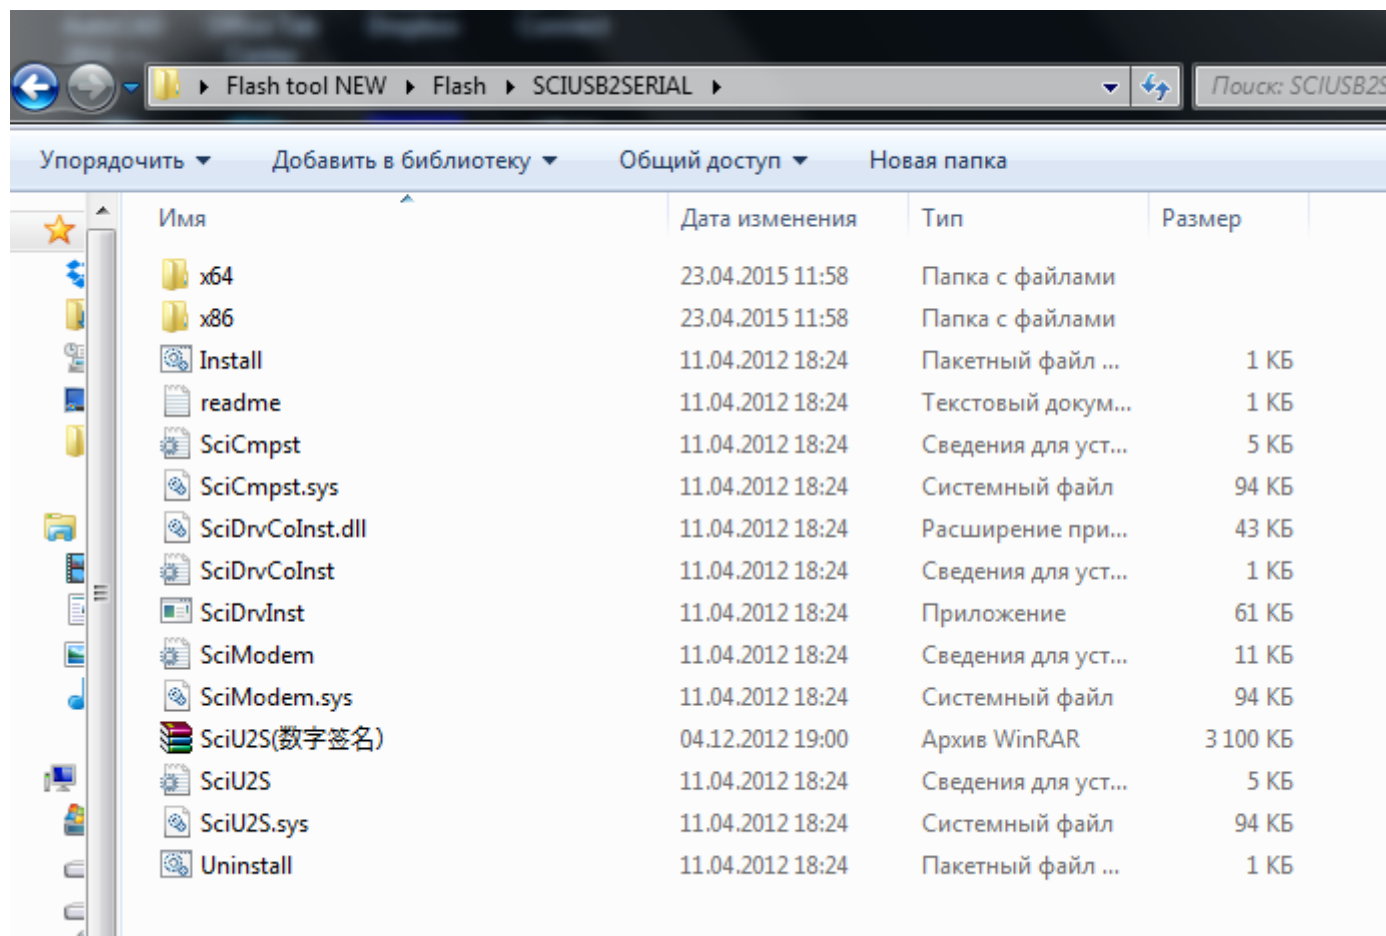 Flash tool NEW Flash SCIUSB2SERIAL Поиск: SCIUSB2S
Упорядочить Добавить в библиотеку Общий доступ Новая папка
Имя Дата изменения Тип Размер
x64 23.04.2015 11:58 Папка с файлами
x86 23.04.2015 11:58 Папка с файлами
Install 11.04.2012 18:24 Пакетный файл ... 1 КБ
readme 11.04.2012 18:24 Текстовый докум... 1 КБ
SciCmpst 11.04.2012 18:24 Сведения для уст... 5 КБ
SciCmpst.sys 11.04.2012 18:24 Системный файл 94 КБ
SciDrvCoInst.dll 11.04.2012 18:24 Расширение при... 43 КБ
SciDrvCoInst 11.04.2012 18:24 Сведения для уст... 1 КБ
SciDrvInst 11.04.2012 18:24 Приложение 61 КБ
SciModem 11.04.2012 18:24 Сведения для уст... 11 КБ
SciModem.sys 11.04.2012 18:24 Системный файл 94 КБ
SciU2S(数字签名) 04.12.2012 19:00 Архив WinRAR 3 100 КБ
SciU2S 11.04.2012 18:24 Сведения для уст... 5 КБ
SciU2S.sys 11.04.2012 18:24 Системный файл 94 КБ
Uninstall 11.04.2012 18:24 Пакетный файл ... 1 КБ